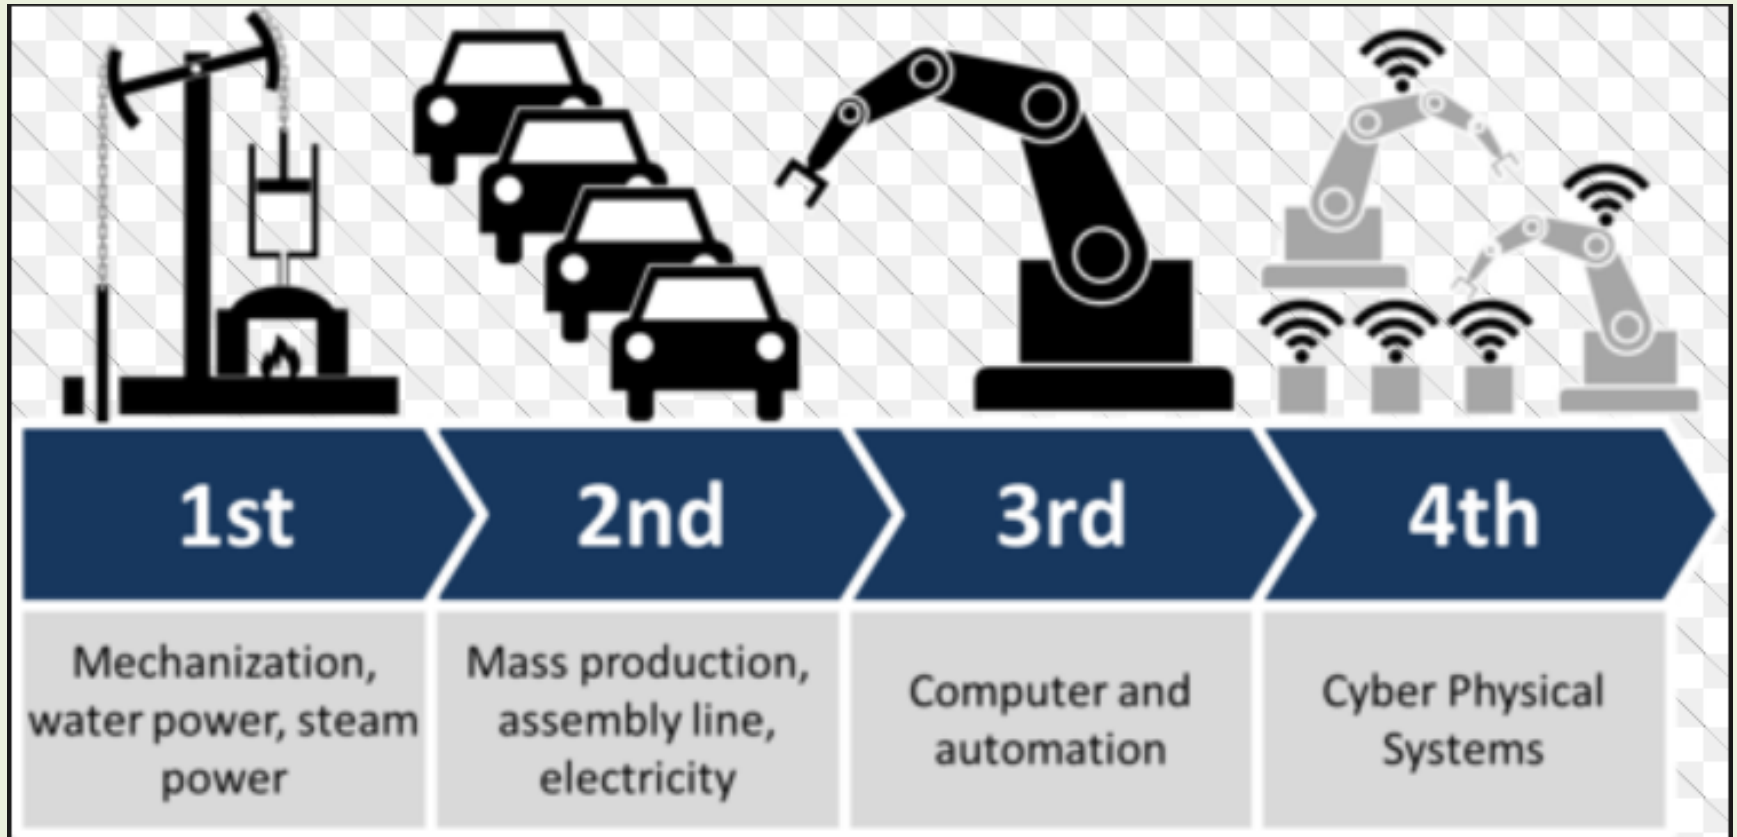 1st
2nd
3rd
4th
Mechanization,
water power, steam
power
Mass production,
assembly line,
electricity
Computer and
automation
Cyber Physical
Systems